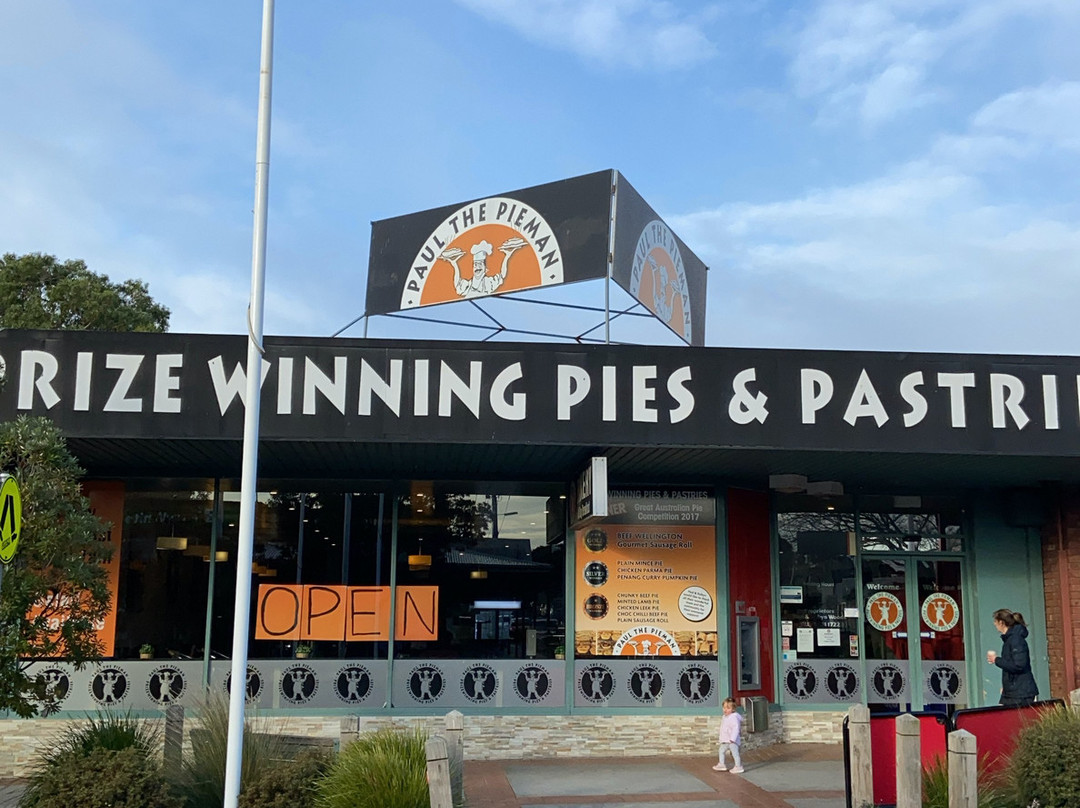 PAUL THE PIEMAN
PAUL THE PIEMAN
RIZE WINNING PIES & PASTRI
OPEN
WINNING PIES & PASTRIES
Great Australian Pie
Competition 2017
BEEF WELLINGTON
Gourmet Sausage Roll
SILVER
PLAIN MINCE PIE
CHICKEN PARMA PIE
PENANG CURRY PUMPKIN PIE
BRONZE
CHUNKY BEEF PIE
MINTED LAMB PIE
CHICKEN LEEK PIE
CHOC CHILLI BEEF PIE
PLAIN SAUSAGE ROLL
PAUL THE PIEMAN
Welcome